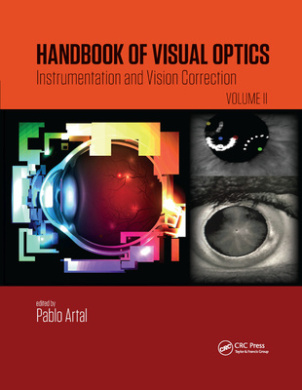 HANDBOOK OF VISUAL OPTICS
Instrumentation and Vision Correction
VOLUME II
edited by
Pablo Artal
CRC
CRC Press
Taylor & Francis Group